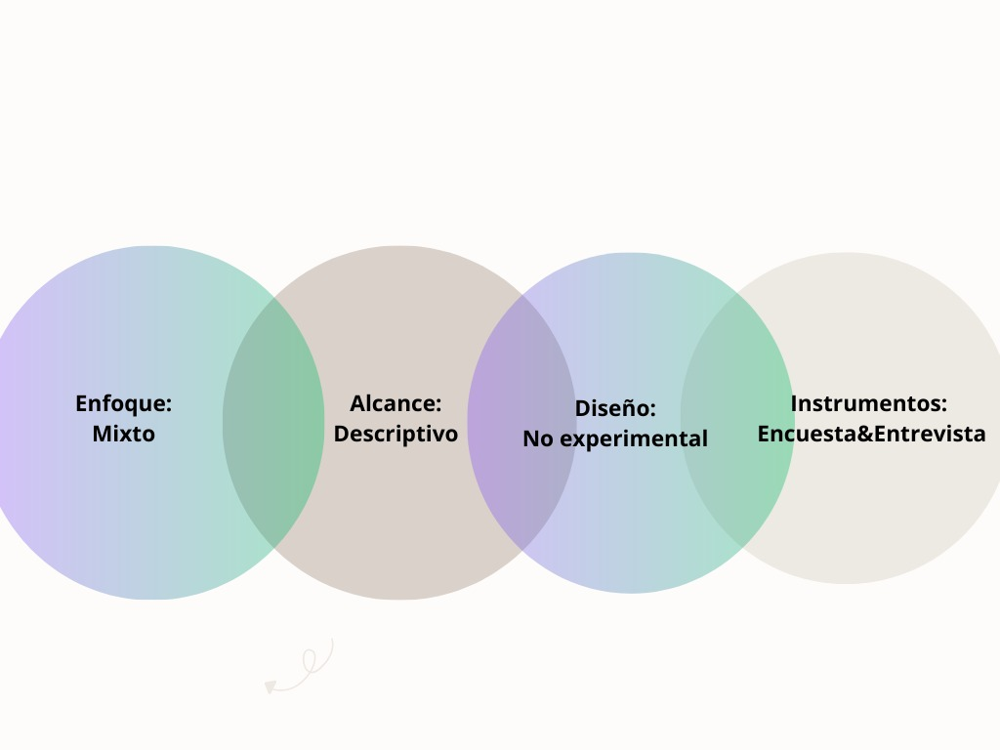 Enfoque:
Mixto
Alcance:
Descriptivo
Diseño:
No experimental
Instrumentos:
Encuesta&Entrevista